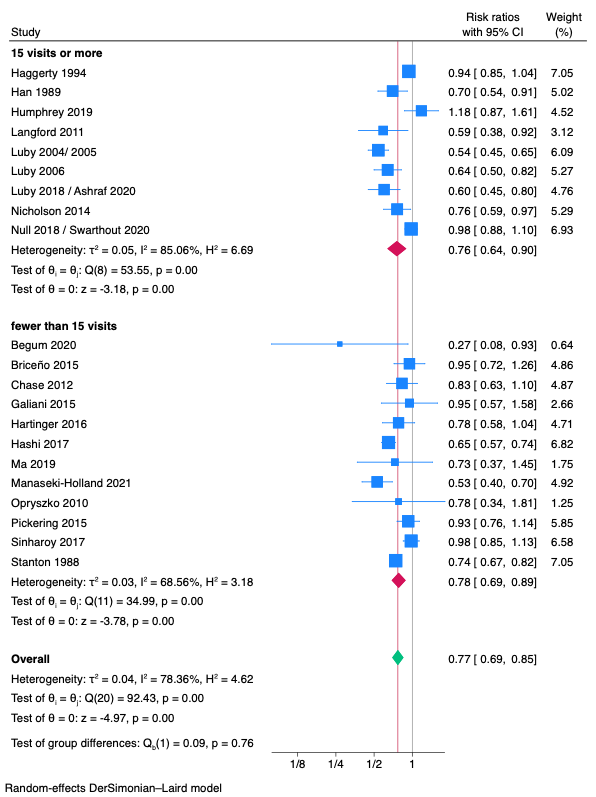 Risk ratios Weight
Study with 95% CI (%)
15 visits or more
Haggerty 1994 0.94 [ 0.85, 1.04] 7.05
Han 1989 0.70 [ 0.54, 0.91] 5.02
Humphrey 2019 1.18 [ 0.87, 1.61] 4.52
Langford 2011 0.59 [ 0.38, 0.92] 3.12
Luby 2004/ 2005 0.54 [ 0.45, 0.65] 6.09
Luby 2006 0.64 [ 0.50, 0.82] 5.27
Luby 2018 / Ashraf 2020 0.60 [ 0.45, 0.80] 4.76
Nicholson 2014 0.76 [ 0.59, 0.97] 5.29
Null 2018 / Swarthout 2020 0.98 [ 0.88, 1.10] 6.93
Heterogeneity: τ² = 0.05, I² = 85.06%, H² = 6.69 0.76 [ 0.64, 0.90]
Test of θᵢ = θⱼ: Q(8) = 53.55, p = 0.00
Test of θ = 0: z = -3.18, p = 0.00
fewer than 15 visits
Begum 2020 0.27 [ 0.08, 0.93] 0.64
Briceño 2015 0.95 [ 0.72, 1.26] 4.86
Chase 2012 0.83 [ 0.63, 1.10] 4.87
Galiani 2015 0.95 [ 0.57, 1.58] 2.66
Hartinger 2016 0.78 [ 0.58, 1.04] 4.71
Hashi 2017 0.65 [ 0.57, 0.74] 6.82
Ma 2019 0.73 [ 0.37, 1.45] 1.75
Manaseki-Holland 2021 0.53 [ 0.40, 0.70] 4.92
Opryszko 2010 0.78 [ 0.34, 1.81] 1.25
Pickering 2015 0.93 [ 0.76, 1.14] 5.85
Sinharoy 2017 0.98 [ 0.85, 1.13] 6.58
Stanton 1988 0.74 [ 0.67, 0.82] 7.05
Heterogeneity: τ² = 0.03, I² = 68.56%, H² = 3.18 0.78 [ 0.69, 0.89]
Test of θᵢ = θⱼ: Q(11) = 34.99, p = 0.00
Test of θ = 0: z = -3.78, p = 0.00
Overall 0.77 [ 0.69, 0.85]
Heterogeneity: τ² = 0.04, I² = 78.36%, H² = 4.62
Test of θᵢ = θⱼ: Q(20) = 92.43, p = 0.00
Test of θ = 0: z = -4.97, p = 0.00
Test of group differences: Q_b(1) = 0.09, p = 0.76
1/8 1/4 1/2 1
Random-effects DerSimonian–Laird model